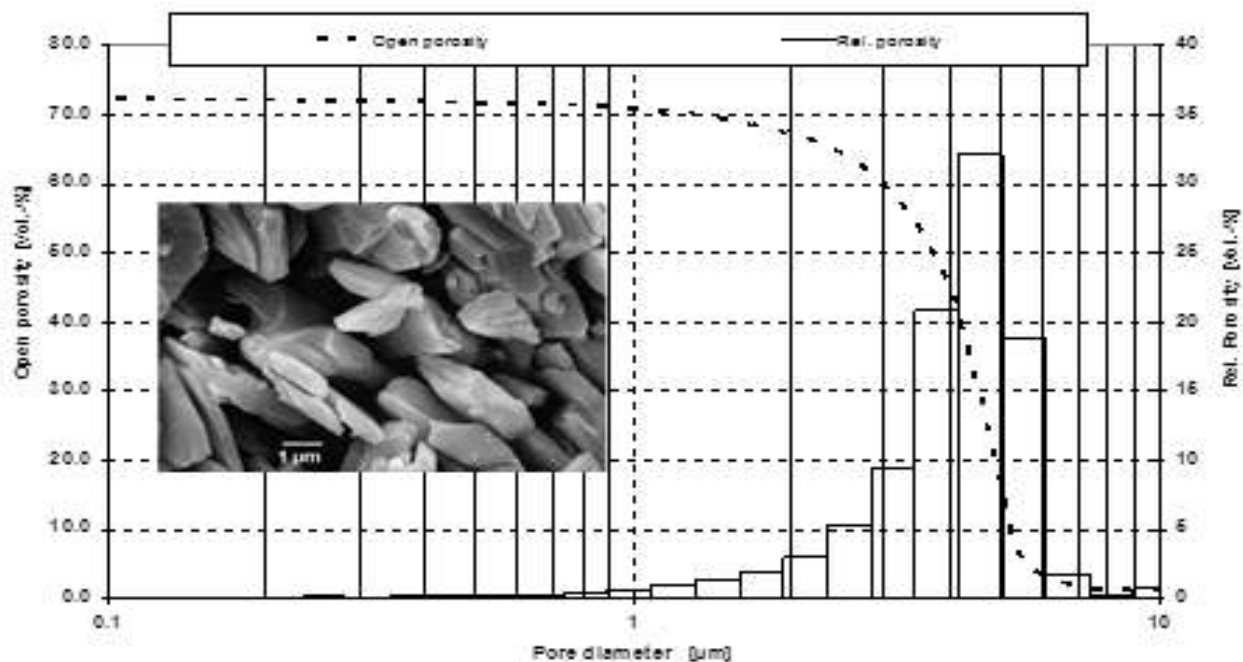 Open porosity Rel. porosity
80.0 40
70.0 35
60.0 30
50.0 25
40.0 20
30.0 15
20.0 10
10.0 5
0.0 0
Open porosity [Vol.-%]
Rel. Porosity [Vol.-%]
1 µm
0.1 1 10
Pore diameter [µm]